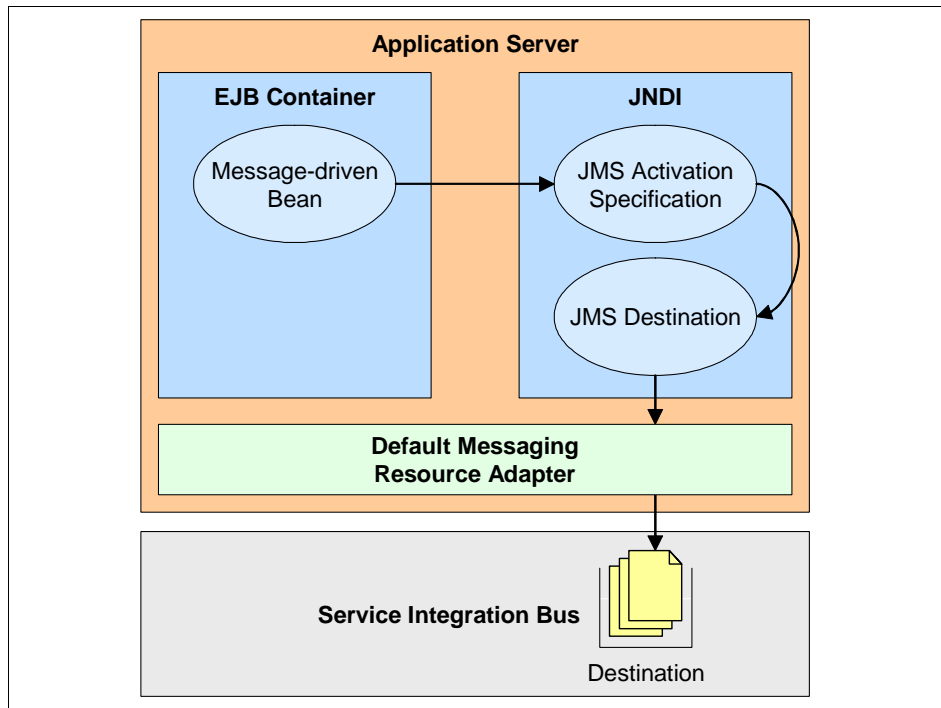 Application Server
EJB Container
Message-driven
Bean
JNDI
JMS Activation
Specification
JMS Destination
Default Messaging
Resource Adapter
Service Integration Bus
Destination